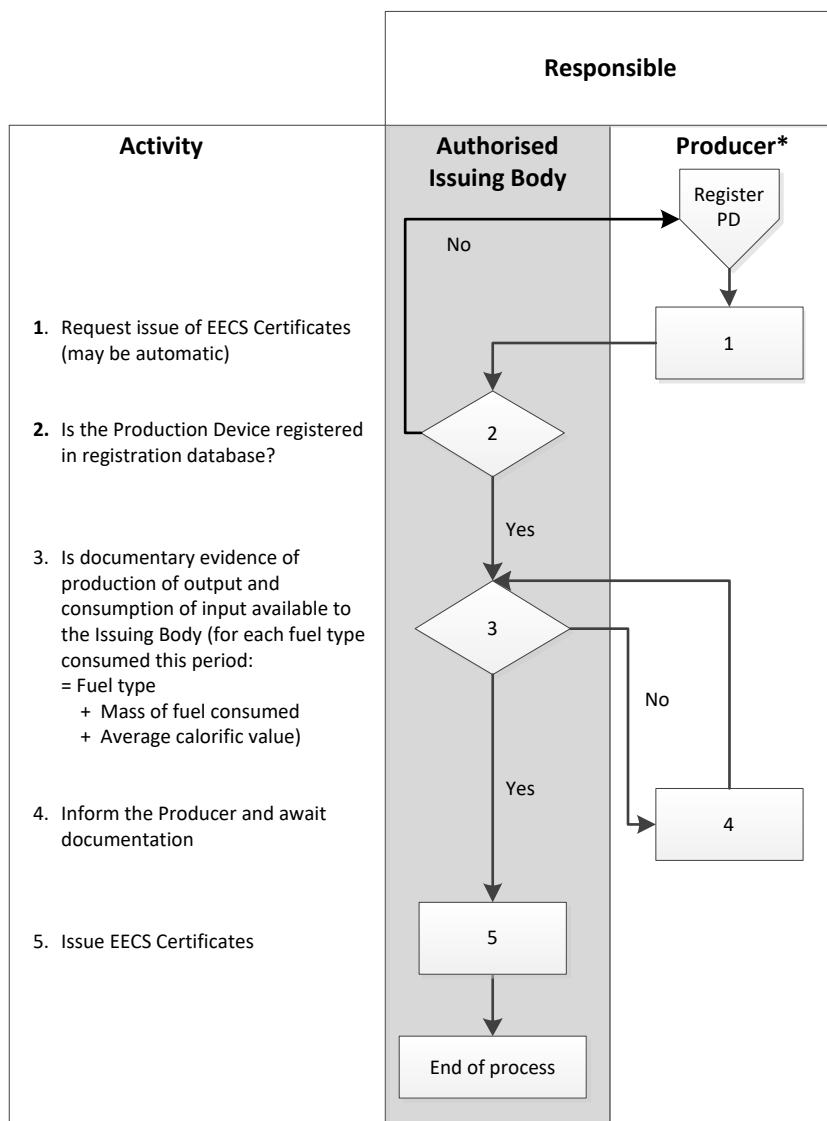 Responsible
Activity
Authorised
Issuing Body
Producer*
Register
PD
No
1. Request issue of EECS Certificates
(may be automatic)
1
2. Is the Production Device registered
in registration database?
2
Yes
3. Is documentary evidence of
production of output and
consumption of input available to
the Issuing Body (for each fuel type
consumed this period:
= Fuel type
+ Mass of fuel consumed
+ Average calorific value)
3
No
Yes
4. Inform the Producer and await
documentation
4
5. Issue EECS Certificates
5
End of process